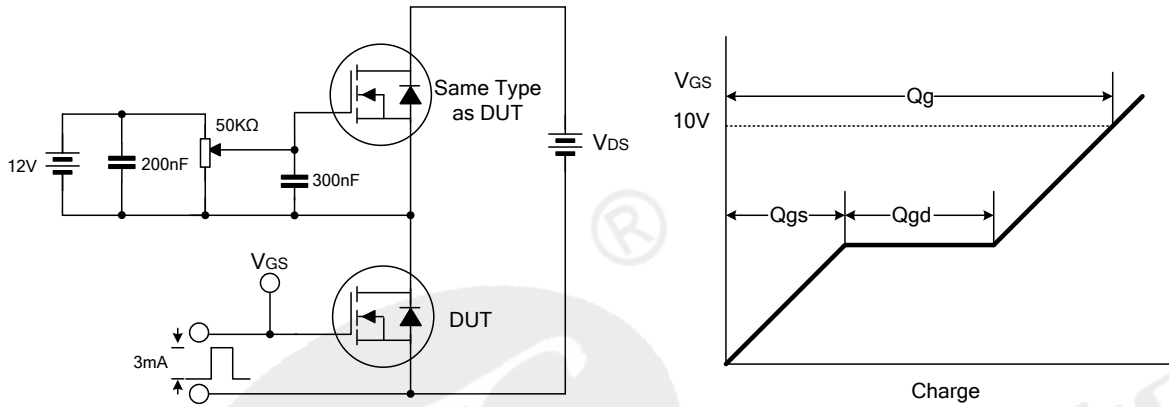 Same Type
as DUT
50KΩ
12V
200nF
300nF
VDS
VGS
DUT
3mA
VGS
10V
Qg
Qgs
Qgd
Charge
®